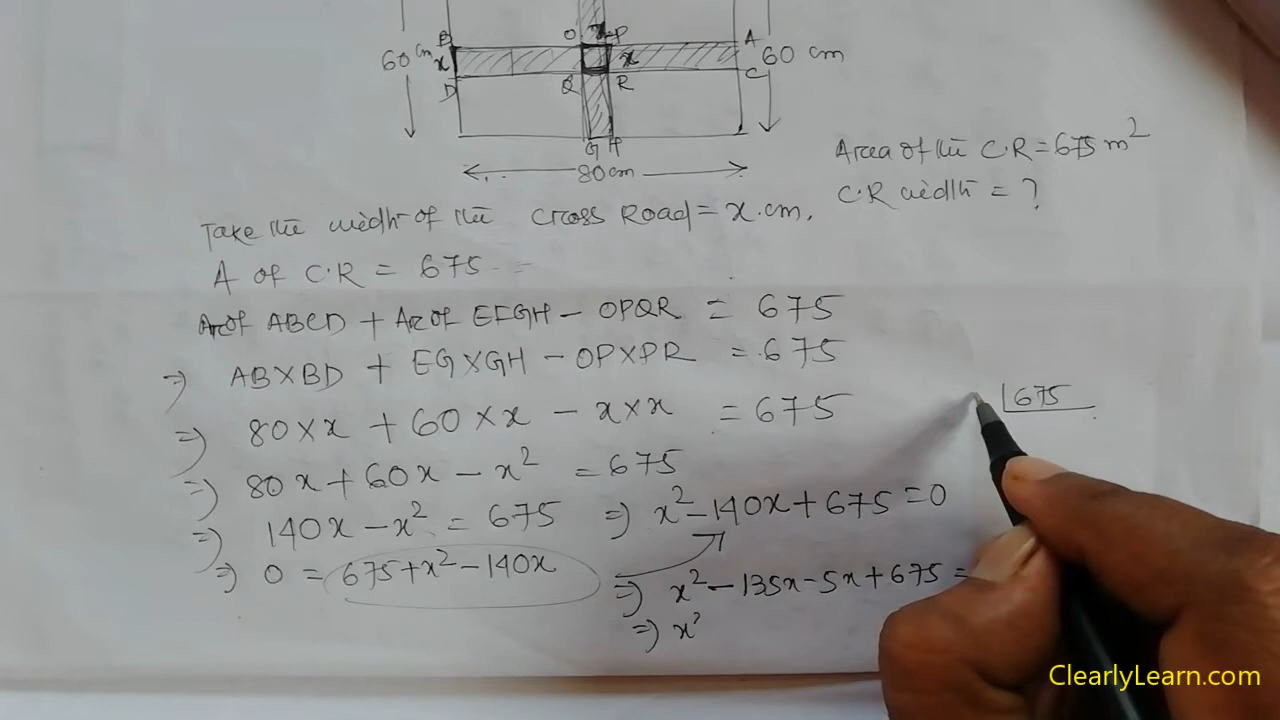 B O P A
60 cm x x 60 cm
D Q R C
G H
80cm
Area of the C.R = 675 m²
C.R width = ?
Take the width of the cross Road = x.cm.
A of C.R = 675
Ar of ABCD + Ar of EFGH - OPQR = 675
⇒ AB×BD + EG×GH - OP×PR = 675
⇒ 80×x + 60×x - x×x = 675
⇒ 80x + 60x - x² = 675
⇒ 140x - x² = 675
⇒ 0 = 675+x²-140x
⇒ x²-140x+675=0
⇒ x²-135x-5x+675=
⇒ x²
675
ClearlyLearn.com